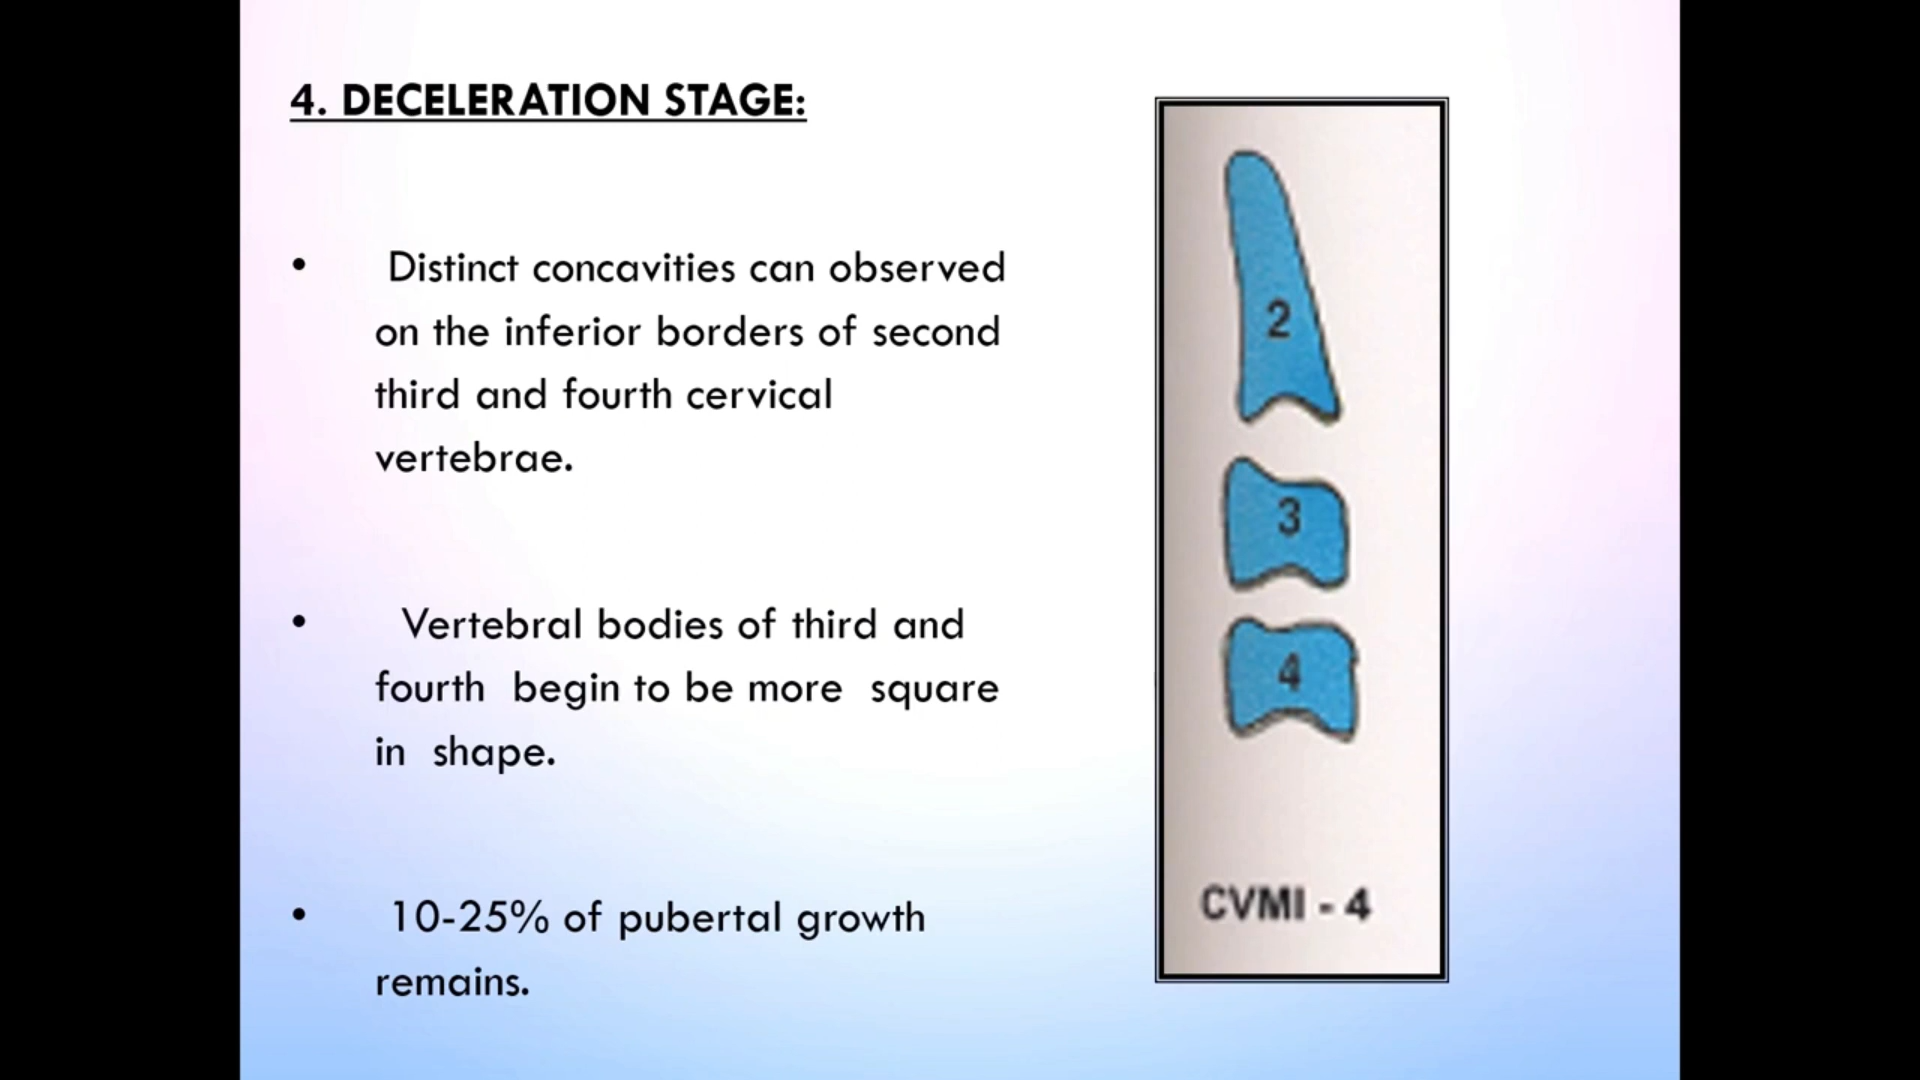 4. DECELERATION STAGE:
• Distinct concavities can observed
on the inferior borders of second
third and fourth cervical
vertebrae.
• Vertebral bodies of third and
fourth begin to be more square
in shape.
• 10-25% of pubertal growth
remains.
2
3
4
CVMI - 4